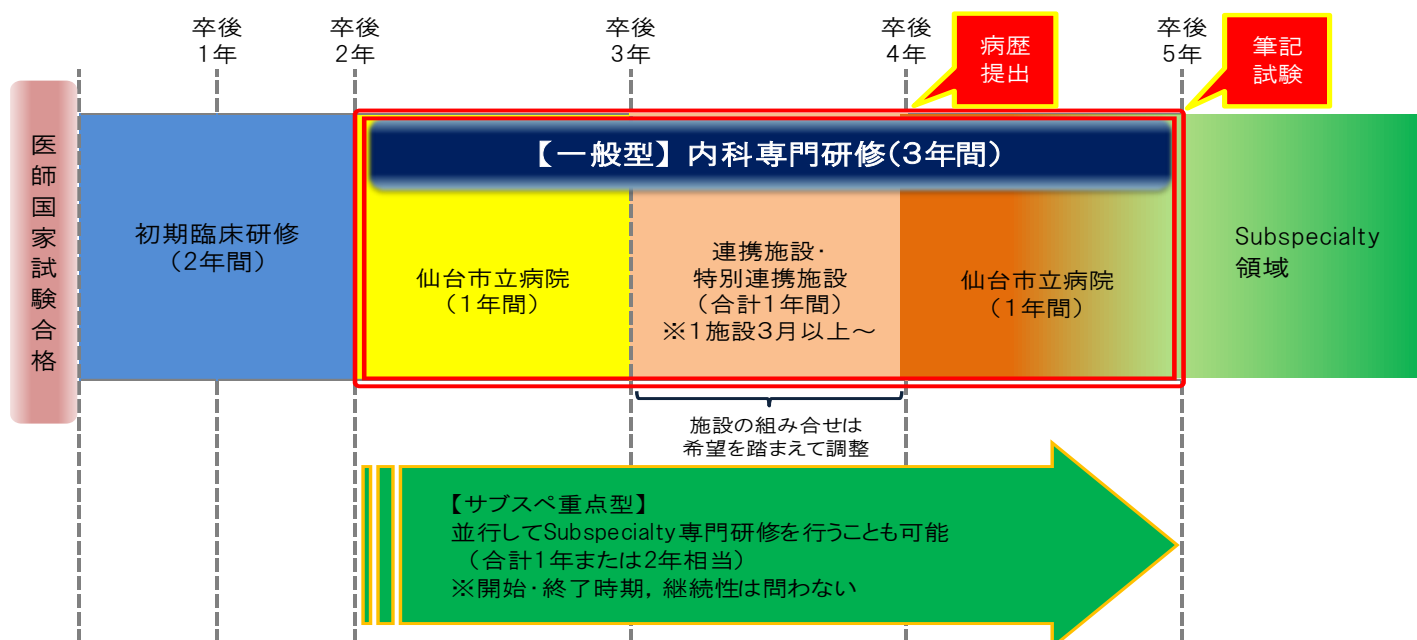 卒後
1年
卒後
2年
卒後
3年
卒後
4年
病歴
提出
卒後
5年
筆記
試験
医師国家試験合格
【一般型】内科専門研修(3年間)
初期臨床研修
(2年間)
仙台市立病院
(1年間)
連携施設・
特別連携施設
(合計1年間)
※1施設3月以上~
仙台市立病院
(1年間)
Subspecialty
領域
施設の組み合せは
希望を踏まえて調整
【サブスペ重点型】
並行してSubspecialty専門研修を行うことも可能
(合計1年または2年相当)
※開始・終了時期, 継続性は問わない